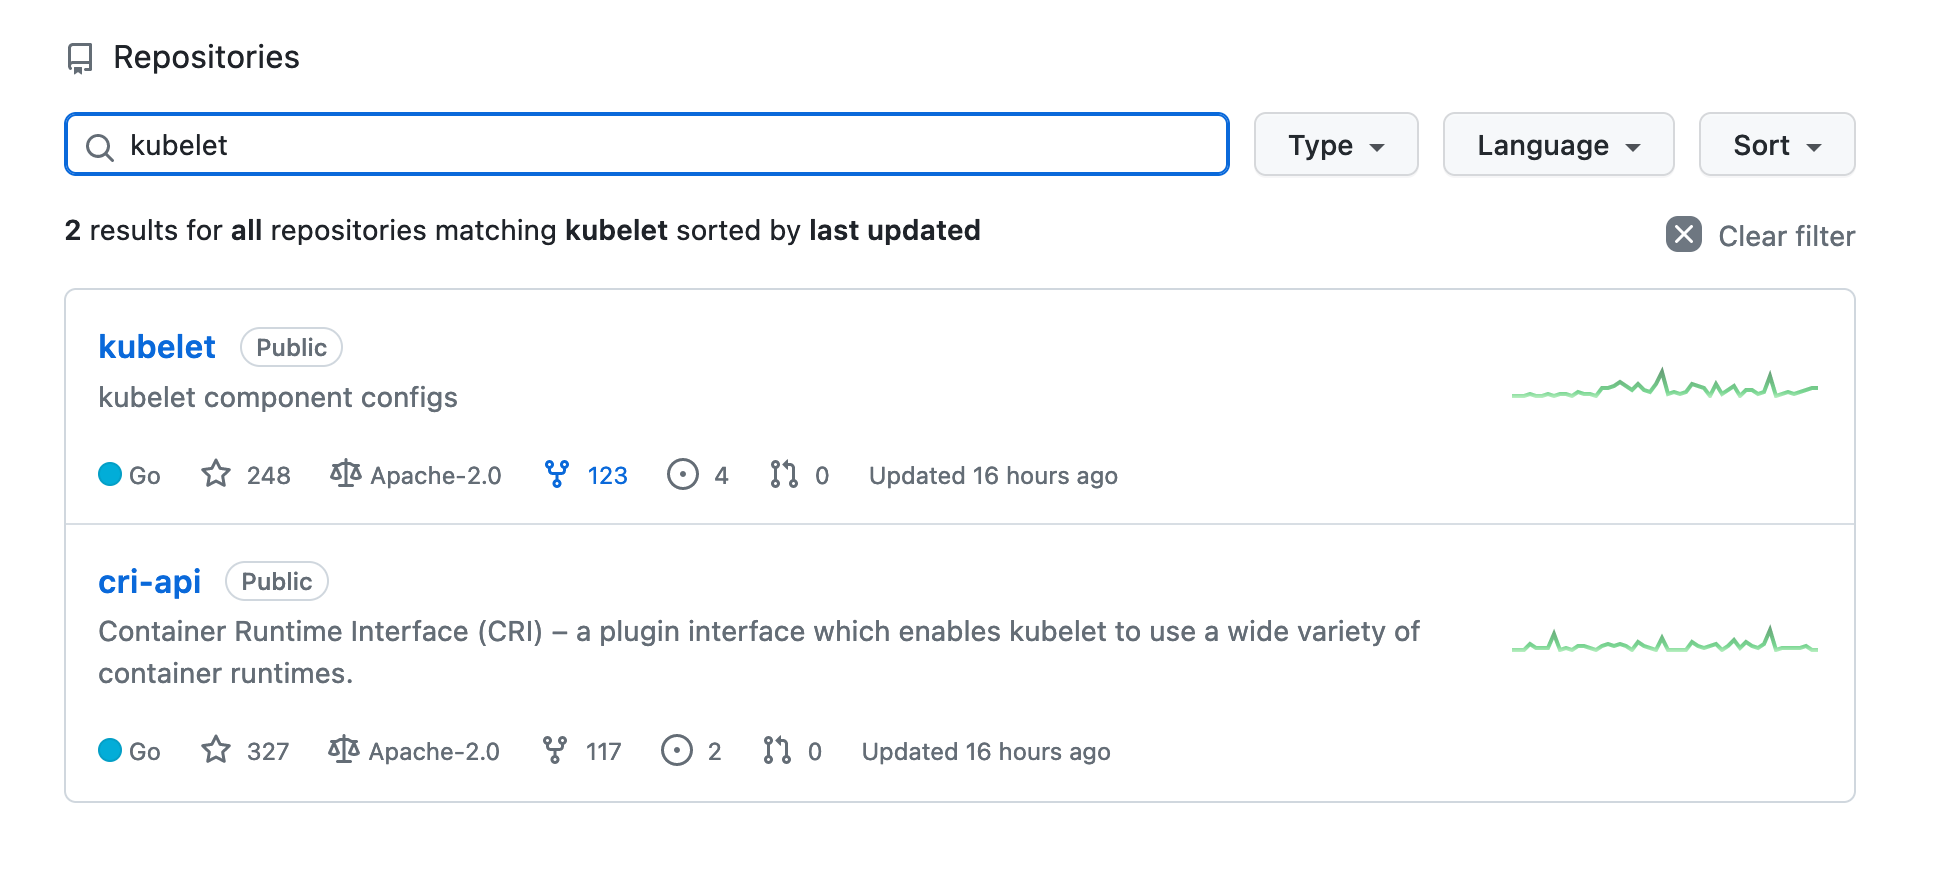 Repositories
kubelet
Type
Language
Sort
2 results for all repositories matching kubelet sorted by last updated
Clear filter
kubelet Public
kubelet component configs
Go 248 Apache-2.0 123 4 0 Updated 16 hours ago
cri-api Public
Container Runtime Interface (CRI) – a plugin interface which enables kubelet to use a wide variety of
container runtimes.
Go 327 Apache-2.0 117 2 0 Updated 16 hours ago